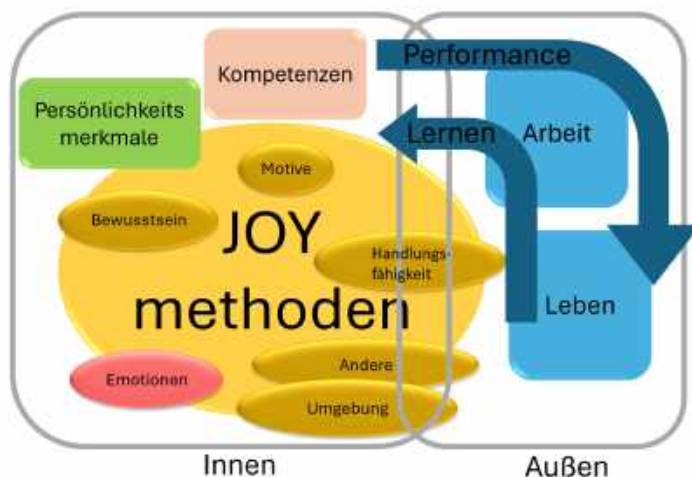 Performance
Kompetenzen
Persönlichkeits
merkmale
Lernen
Arbeit
Motive
Bewusstsein
JOY
methoden
Handlungs-
fähigkeit
Leben
Andere
Emotionen
Umgebung
Innen
Außen